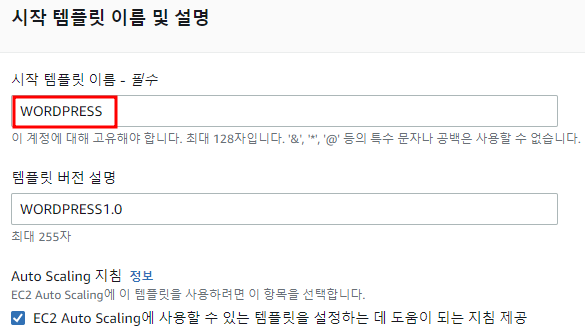 시작 템플릿 이름 및 설명
시작 템플릿 이름 - 필수
WORDPRESS
이 계정에 대해 고유해야 합니다. 최대 128자입니다. '&', '*', '@' 등의 특수 문자나 공백은 사용할 수 없습니다.
템플릿 버전 설명
WORDPRESS1.0
최대 255자
Auto Scaling 지침 정보
EC2 Auto Scaling에 이 템플릿을 사용하려면 이 항목을 선택합니다.
EC2 Auto Scaling에 사용할 수 있는 템플릿을 설정하는 데 도움이 되는 지침 제공